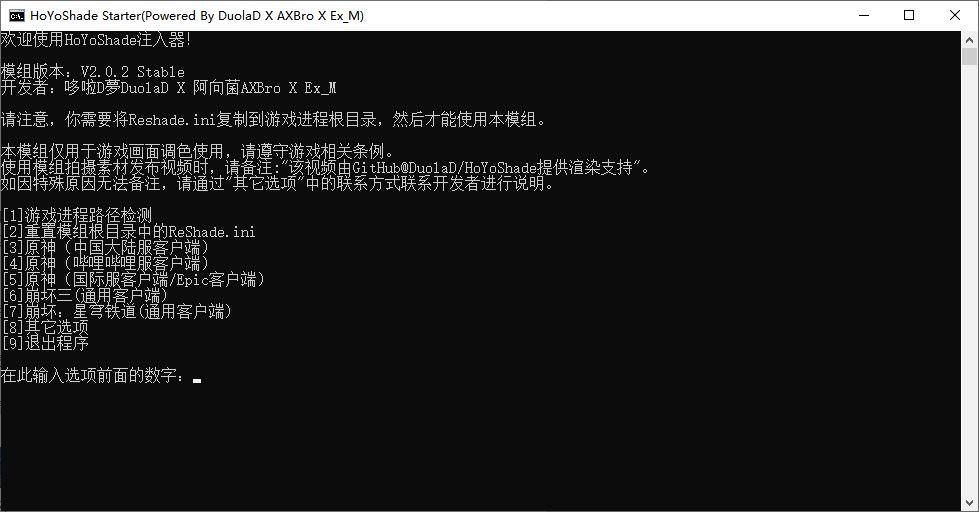 HoYoShade Starter(Powered By DuolaD X AXBro X Ex_M)
欢迎使用HoYoShade注入器!
模组版本：V2.0.2 Stable
开发者：哆啦D夢DuolaD X 阿向菌AXBro X Ex_M
请注意，你需要将Reshade.ini复制到游戏进程根目录，然后才能使用本模组。
本模组仅用于游戏画面调色使用，请遵守游戏相关条例。
使用模组拍摄素材发布视频时，请备注:"该视频由GitHub@DuolaD/HoYoShade提供渲染支持"。
如因特殊原因无法备注，请通过"其它选项"中的联系方式联系开发者进行说明。
[1]游戏进程路径检测
[2]重置模组根目录中的ReShade.ini
[3]原神（中国大陆服客户端）
[4]原神（哔哩哔哩服客户端）
[5]原神（国际服客户端/Epic客户端）
[6]崩坏三(通用客户端)
[7]崩坏：星穹铁道(通用客户端)
[8]其它选项
[9]退出程序
在此输入选项前面的数字：